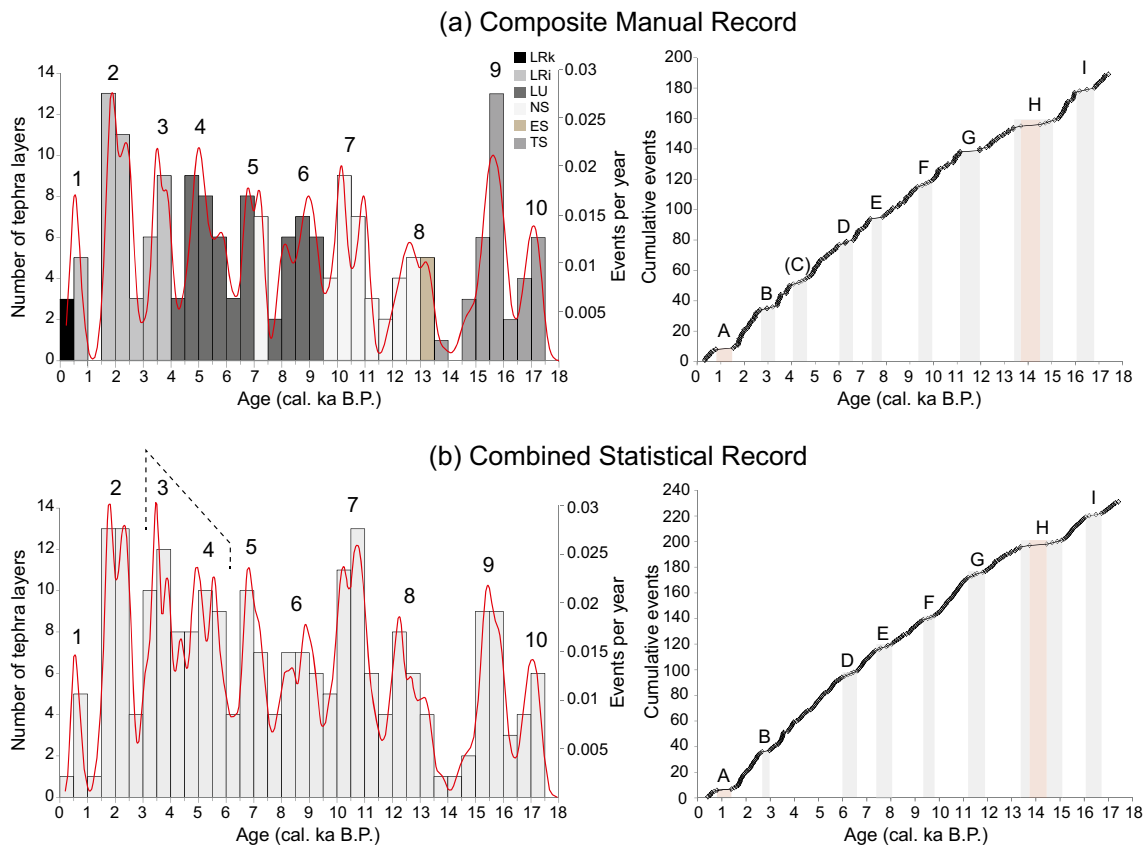 (a) Composite Manual Record
Number of tephra layers
14
12
10
8
6
4
2
0
1
2
3
4
5
6
7
8
9
10
LRk
LRi
LU
NS
ES
TS
0.03
0.025
0.02
0.015
0.01
0.005
Events per year
0 1 2 3 4 5 6 7 8 9 10 11 12 13 14 15 16 17 18
Age (cal. ka B.P.)
Cumulative events
200
180
160
140
120
100
80
60
40
20
0
A
B
(C)
D
E
F
G
H
I
0 1 2 3 4 5 6 7 8 9 10 11 12 13 14 15 16 17 18
Age (cal. ka B.P.)
(b) Combined Statistical Record
Number of tephra layers
14
12
10
8
6
4
2
0
1
2
3
4
5
6
7
8
9
10
0.03
0.025
0.02
0.015
0.01
0.005
Events per year
0 1 2 3 4 5 6 7 8 9 10 11 12 13 14 15 16 17 18
Age (cal. ka B.P.)
Cumulative events
240
220
200
180
160
140
120
100
80
60
40
20
0
A
B
D
E
F
G
H
I
0 1 2 3 4 5 6 7 8 9 10 11 12 13 14 15 16 17 18
Age (cal. ka B.P.)